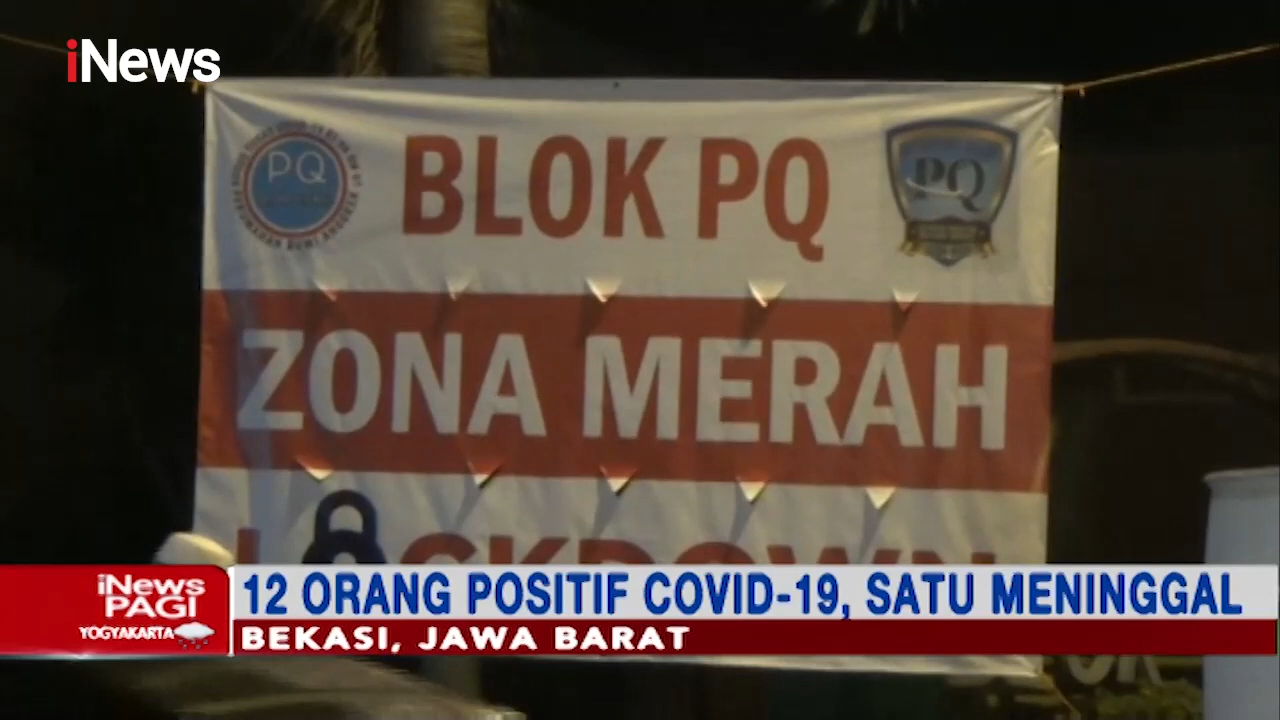 iNews
BLOK PQ
PQ
PQ
ZONA MERAH
LOCKDOWN
iNews
PAGI
YOGYAKARTA
12 ORANG POSITIF COVID-19, SATU MENINGGAL
BEKASI, JAWA BARAT